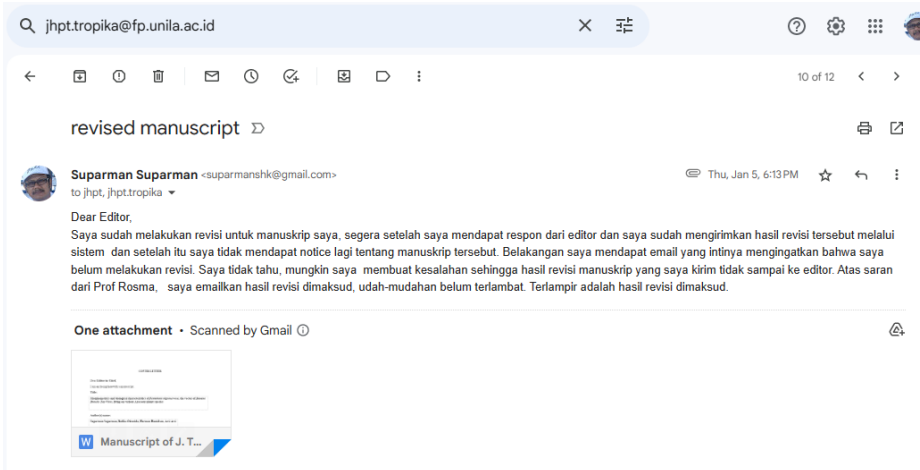 jhpt.tropika@fp.unila.ac.id
10 of 12
revised manuscript
Suparman Suparman <suparmanshk@gmail.com>
Thu, Jan 5, 6:13 PM
to jhpt, jhpt.tropika
Dear Editor,
Saya sudah melakukan revisi untuk manuskrip saya, segera setelah saya mendapat respon dari editor dan saya sudah mengirimkan hasil revisi tersebut melalui
sistem dan setelah itu saya tidak mendapat notice lagi tentang manuskrip tersebut. Belakangan saya mendapat email yang intinya mengingatkan bahwa saya
belum melakukan revisi. Saya tidak tahu, mungkin saya membuat kesalahan sehingga hasil revisi manuskrip yang saya kirim tidak sampai ke editor. Atas saran
dari Prof Rosma, saya emailkan hasil revisi dimaksud, udah-mudahan belum terlambat. Terlampir adalah hasil revisi dimaksud.
One attachment • Scanned by Gmail
W Manuscript of J. T...